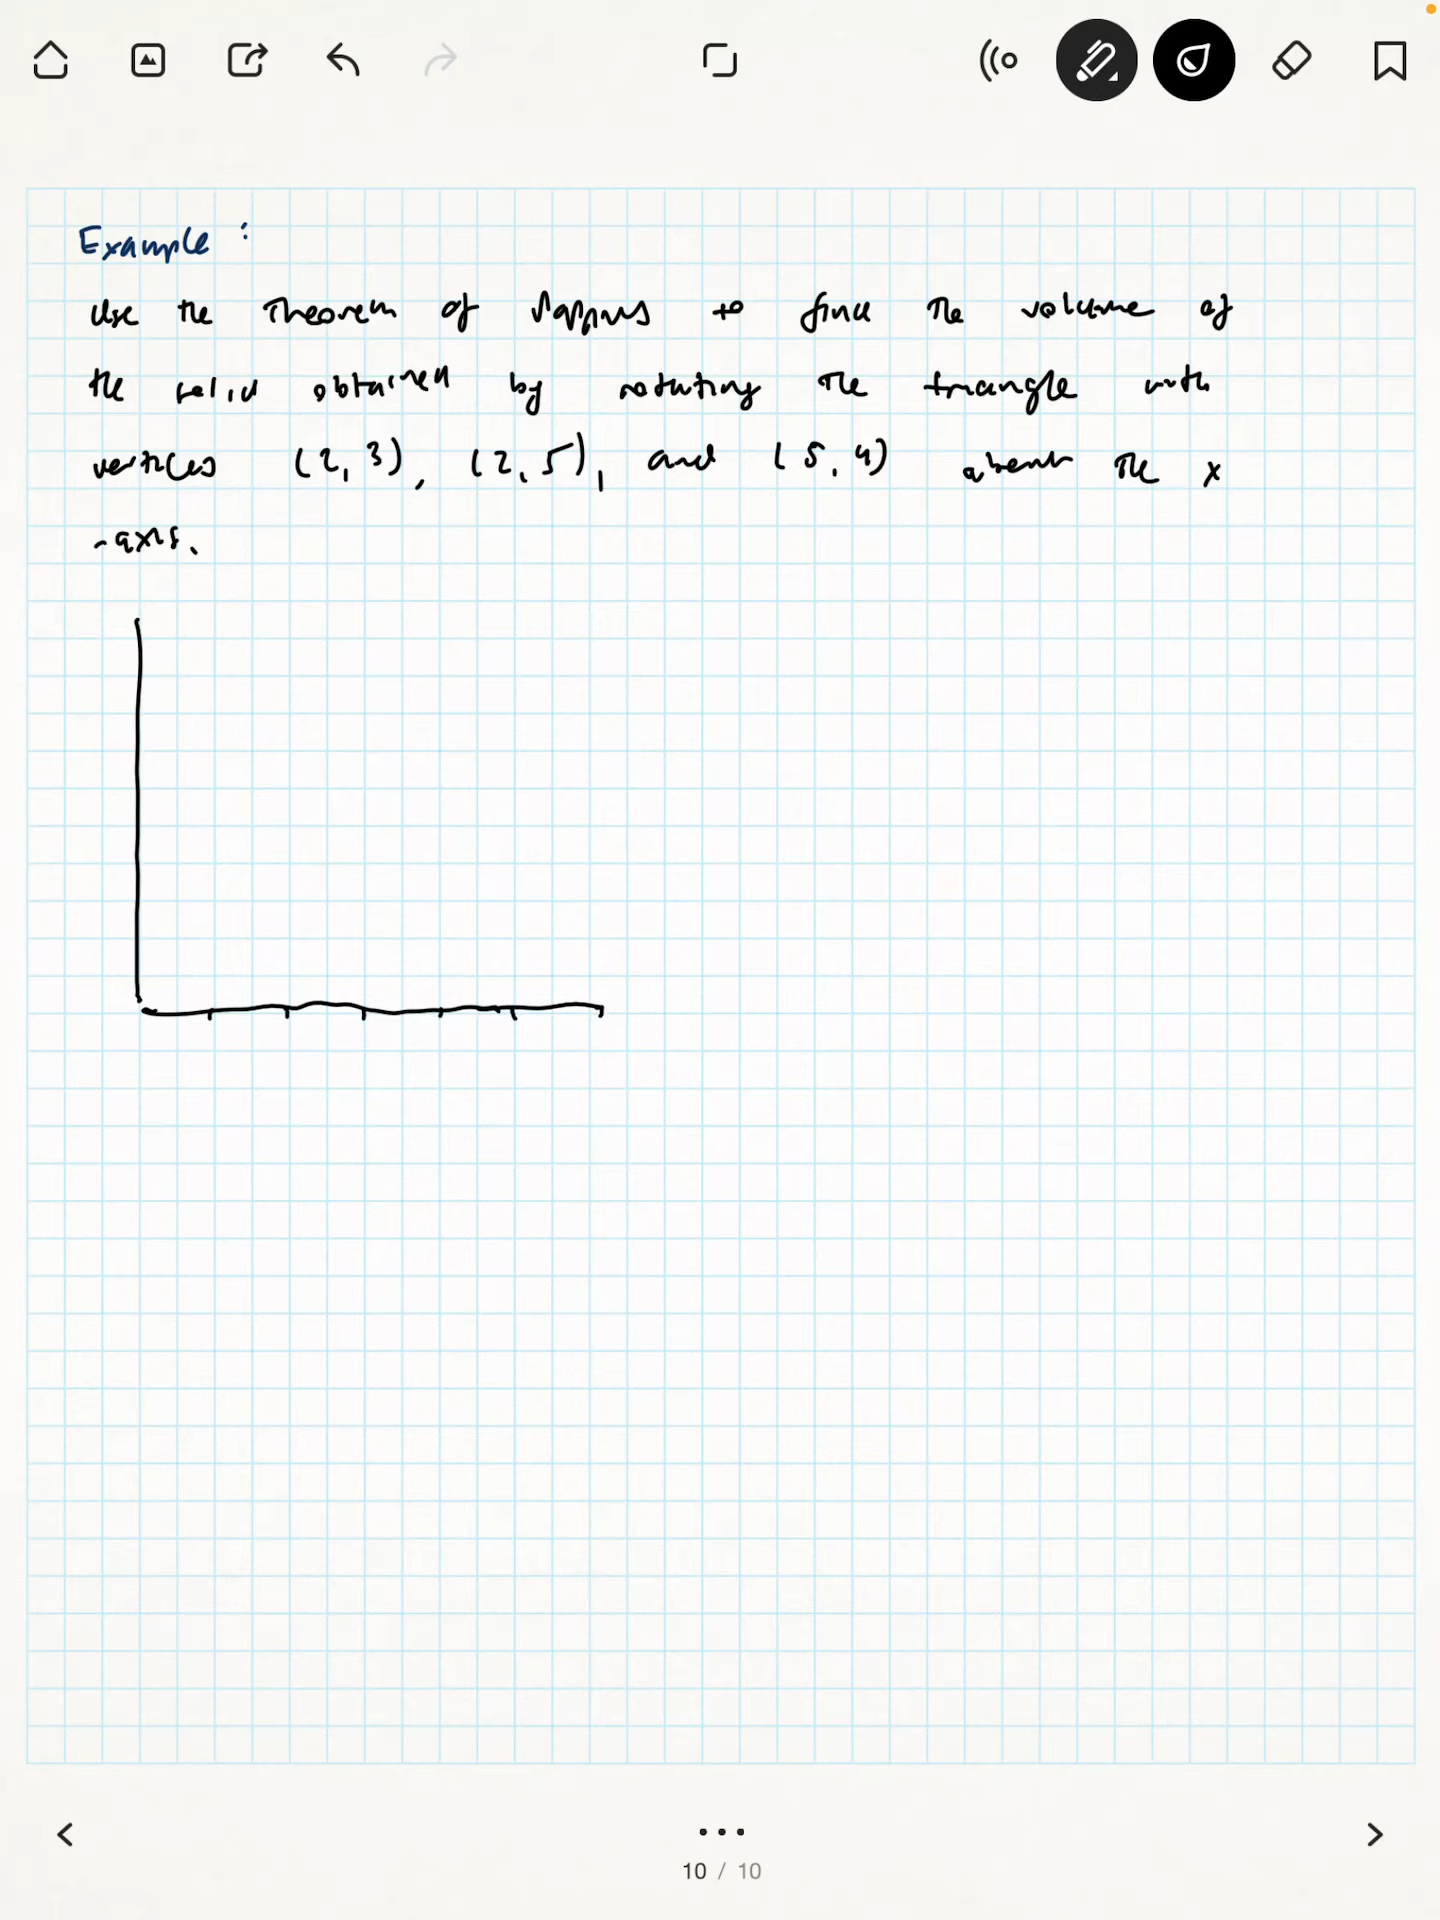 Example :
Use the Theorem of Pappus to find the volume of
the solid obtained by rotating the triangle with
vertices (2, 3), (2, 5), and (5, 4) about the x
-axis.
10 / 10